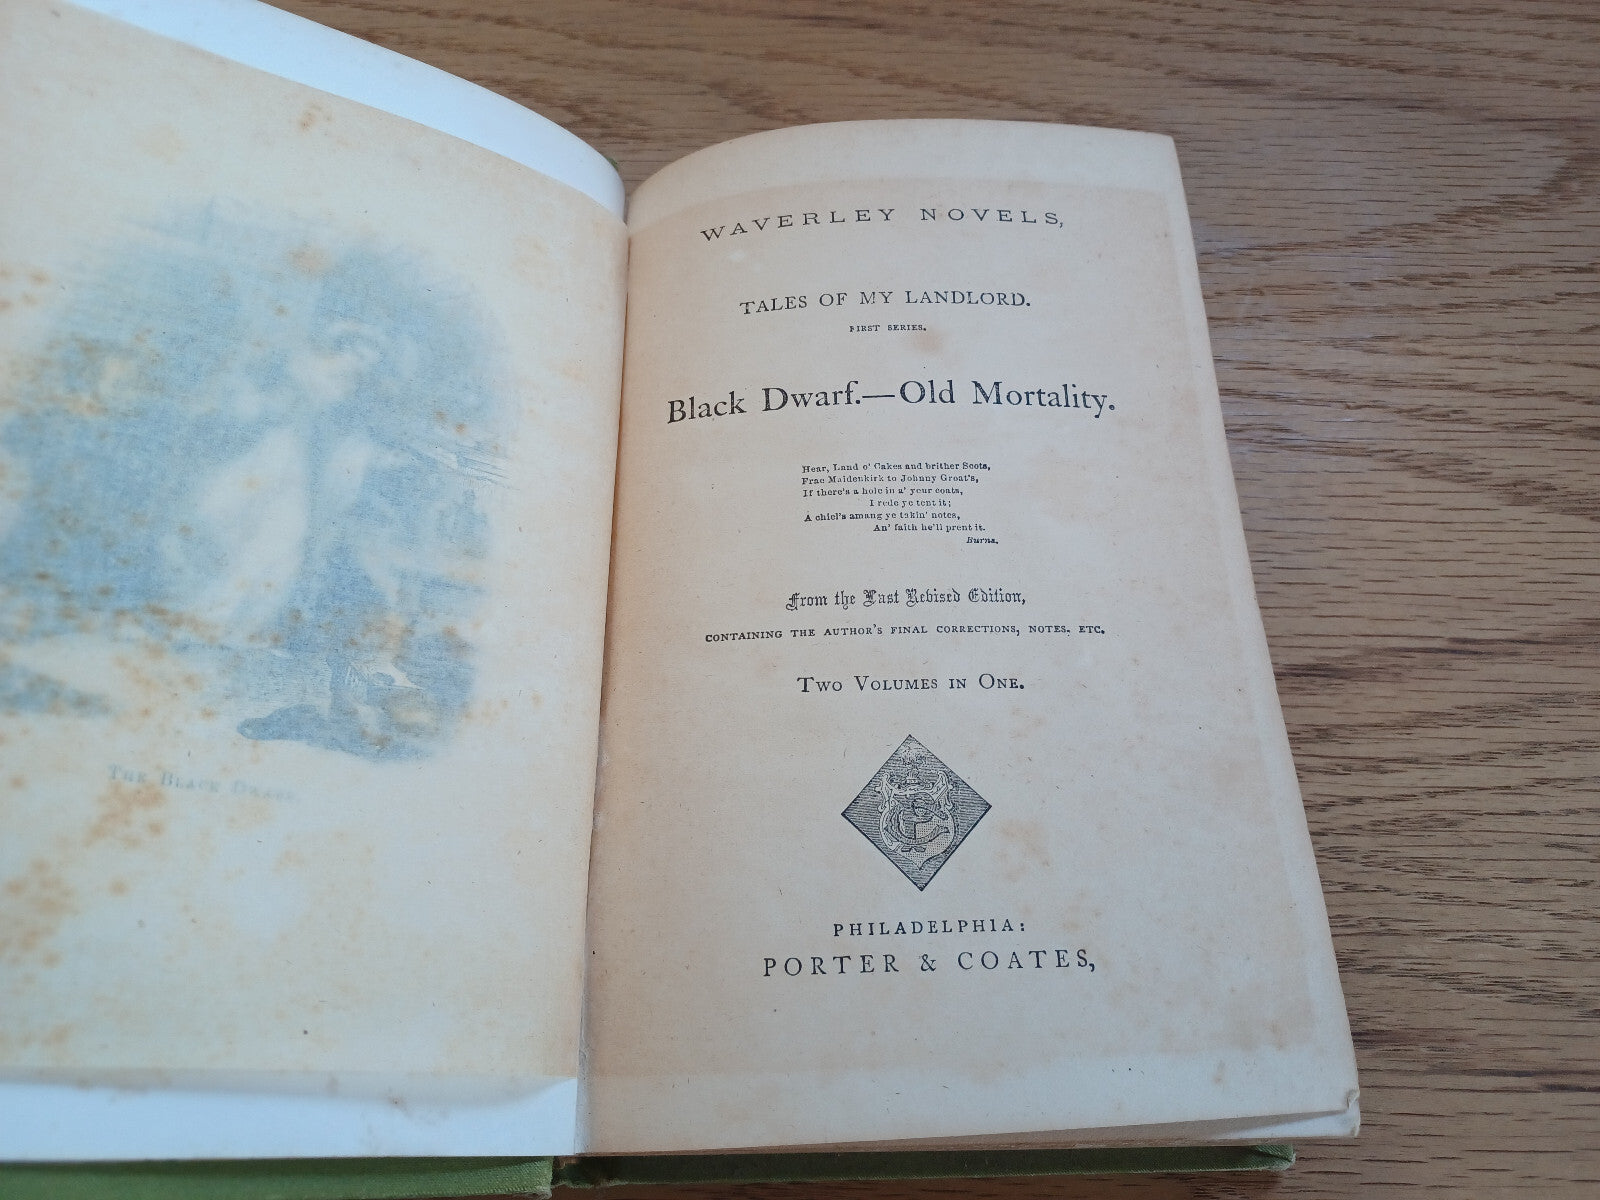 The Black Dwarf.
WAVERLEY NOVELS,
TALES OF MY LANDLORD.
FIRST SERIES.
Black Dwarf.—Old Mortality.
Hear, Land o' Cakes and brither Scots,
Frae Maidenkirk to Johnny Groat's,
If there's a hole in a' your coats,
I rede ye tent it;
A chiel's amang ye takin' notes,
An' faith he'll prent it.
Burns.
From the Last Revised Edition,
CONTAINING THE AUTHOR'S FINAL CORRECTIONS, NOTES, ETC.
Two Volumes in One.
PHILADELPHIA:
PORTER & COATES,